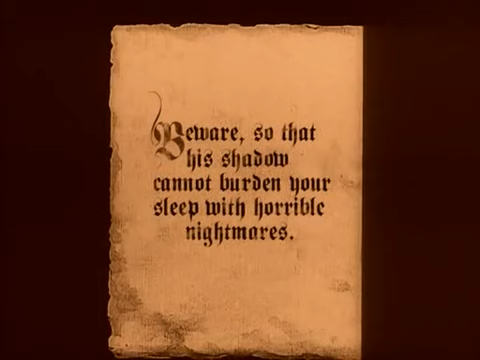 Beware, so that
his shadow
cannot burden your
sleep with horrible
nightmares.